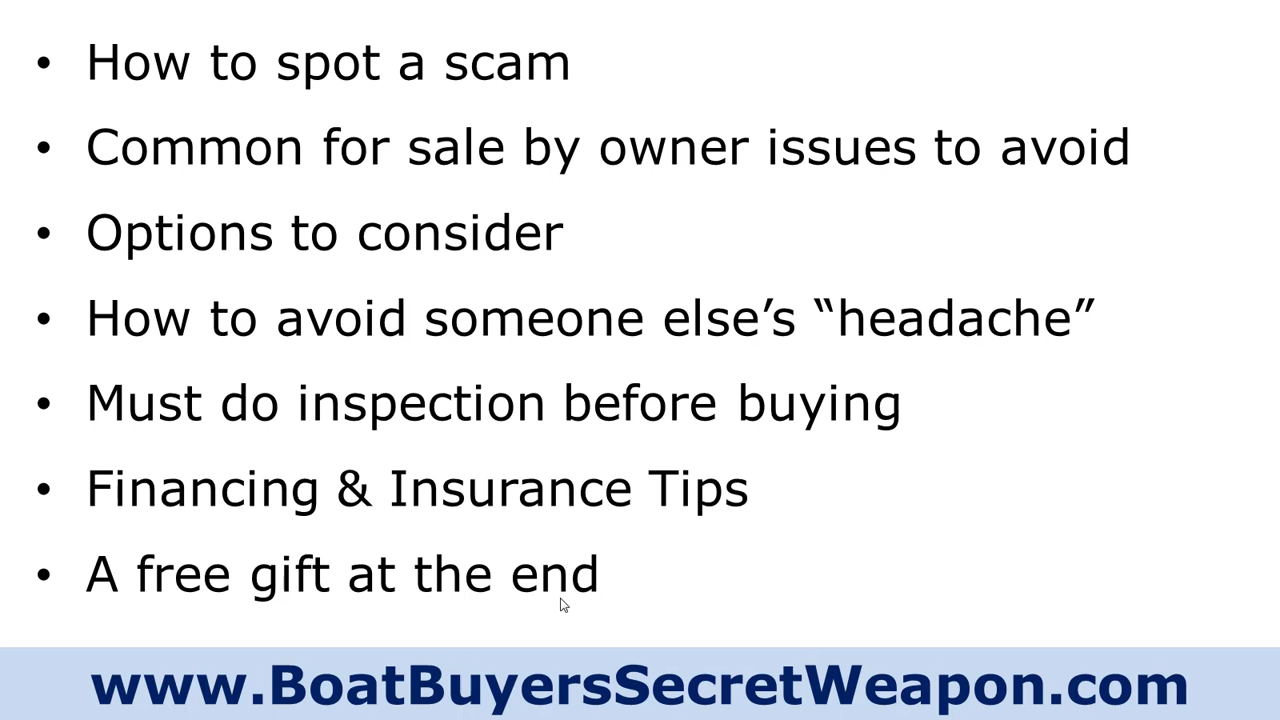 • How to spot a scam
• Common for sale by owner issues to avoid
• Options to consider
• How to avoid someone else’s “headache”
• Must do inspection before buying
• Financing & Insurance Tips
• A free gift at the end
www.BoatBuyersSecretWeapon.com